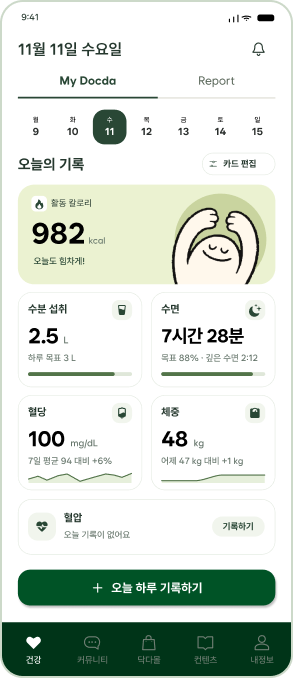 9:41
11월 11일 수요일
My Docda Report
월 화 수 목 금 토 일
9 10 11 12 13 14 15
오늘의 기록 카드 편집
활동 칼로리
982 kcal
오늘도 힘차게!
수분 섭취
2.5 L
하루 목표 3 L
수면
7시간 28분
목표 88% · 깊은 수면 2:12
혈당
100 mg/dL
7일 평균 94 대비 +6%
체중
48 kg
어제 47 kg 대비 +1 kg
혈압
오늘 기록이 없어요
기록하기
+ 오늘 하루 기록하기
건강 커뮤니티 닥다몰 컨텐츠 내정보